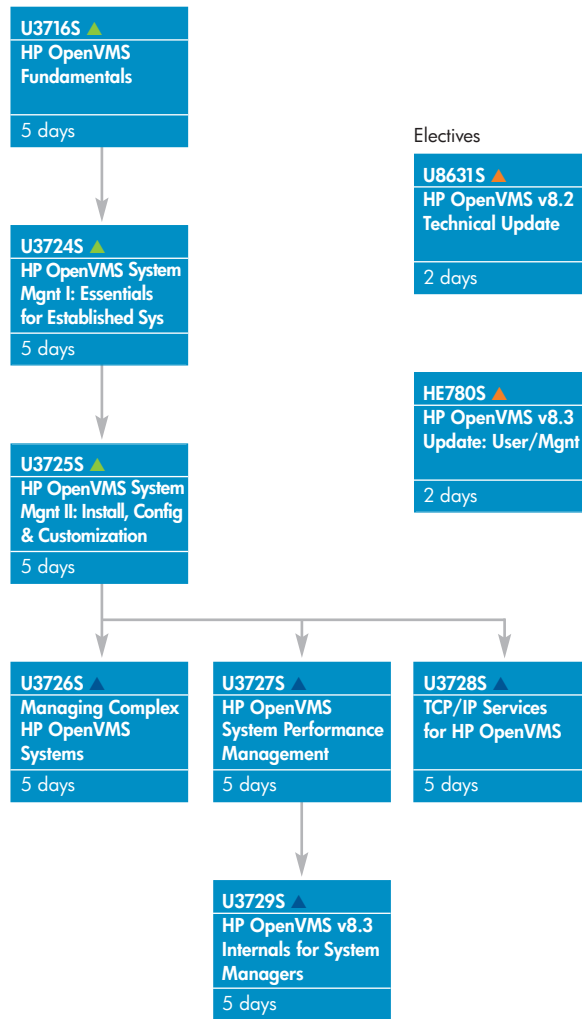 U3716S
HP OpenVMS
Fundamentals
5 days
Electives
U8631S
HP OpenVMS v8.2
Technical Update
2 days
U3724S
HP OpenVMS System
Mgnt I: Essentials
for Established Sys
5 days
HE780S
HP OpenVMS v8.3
Update: User/Mgnt
2 days
U3725S
HP OpenVMS System
Mgnt II: Install, Config
& Customization
5 days
U3726S
Managing Complex
HP OpenVMS
Systems
5 days
U3727S
HP OpenVMS
System Performance
Management
5 days
U3728S
TCP/IP Services
for HP OpenVMS
5 days
U3729S
HP OpenVMS v8.3
Internals for System
Managers
5 days